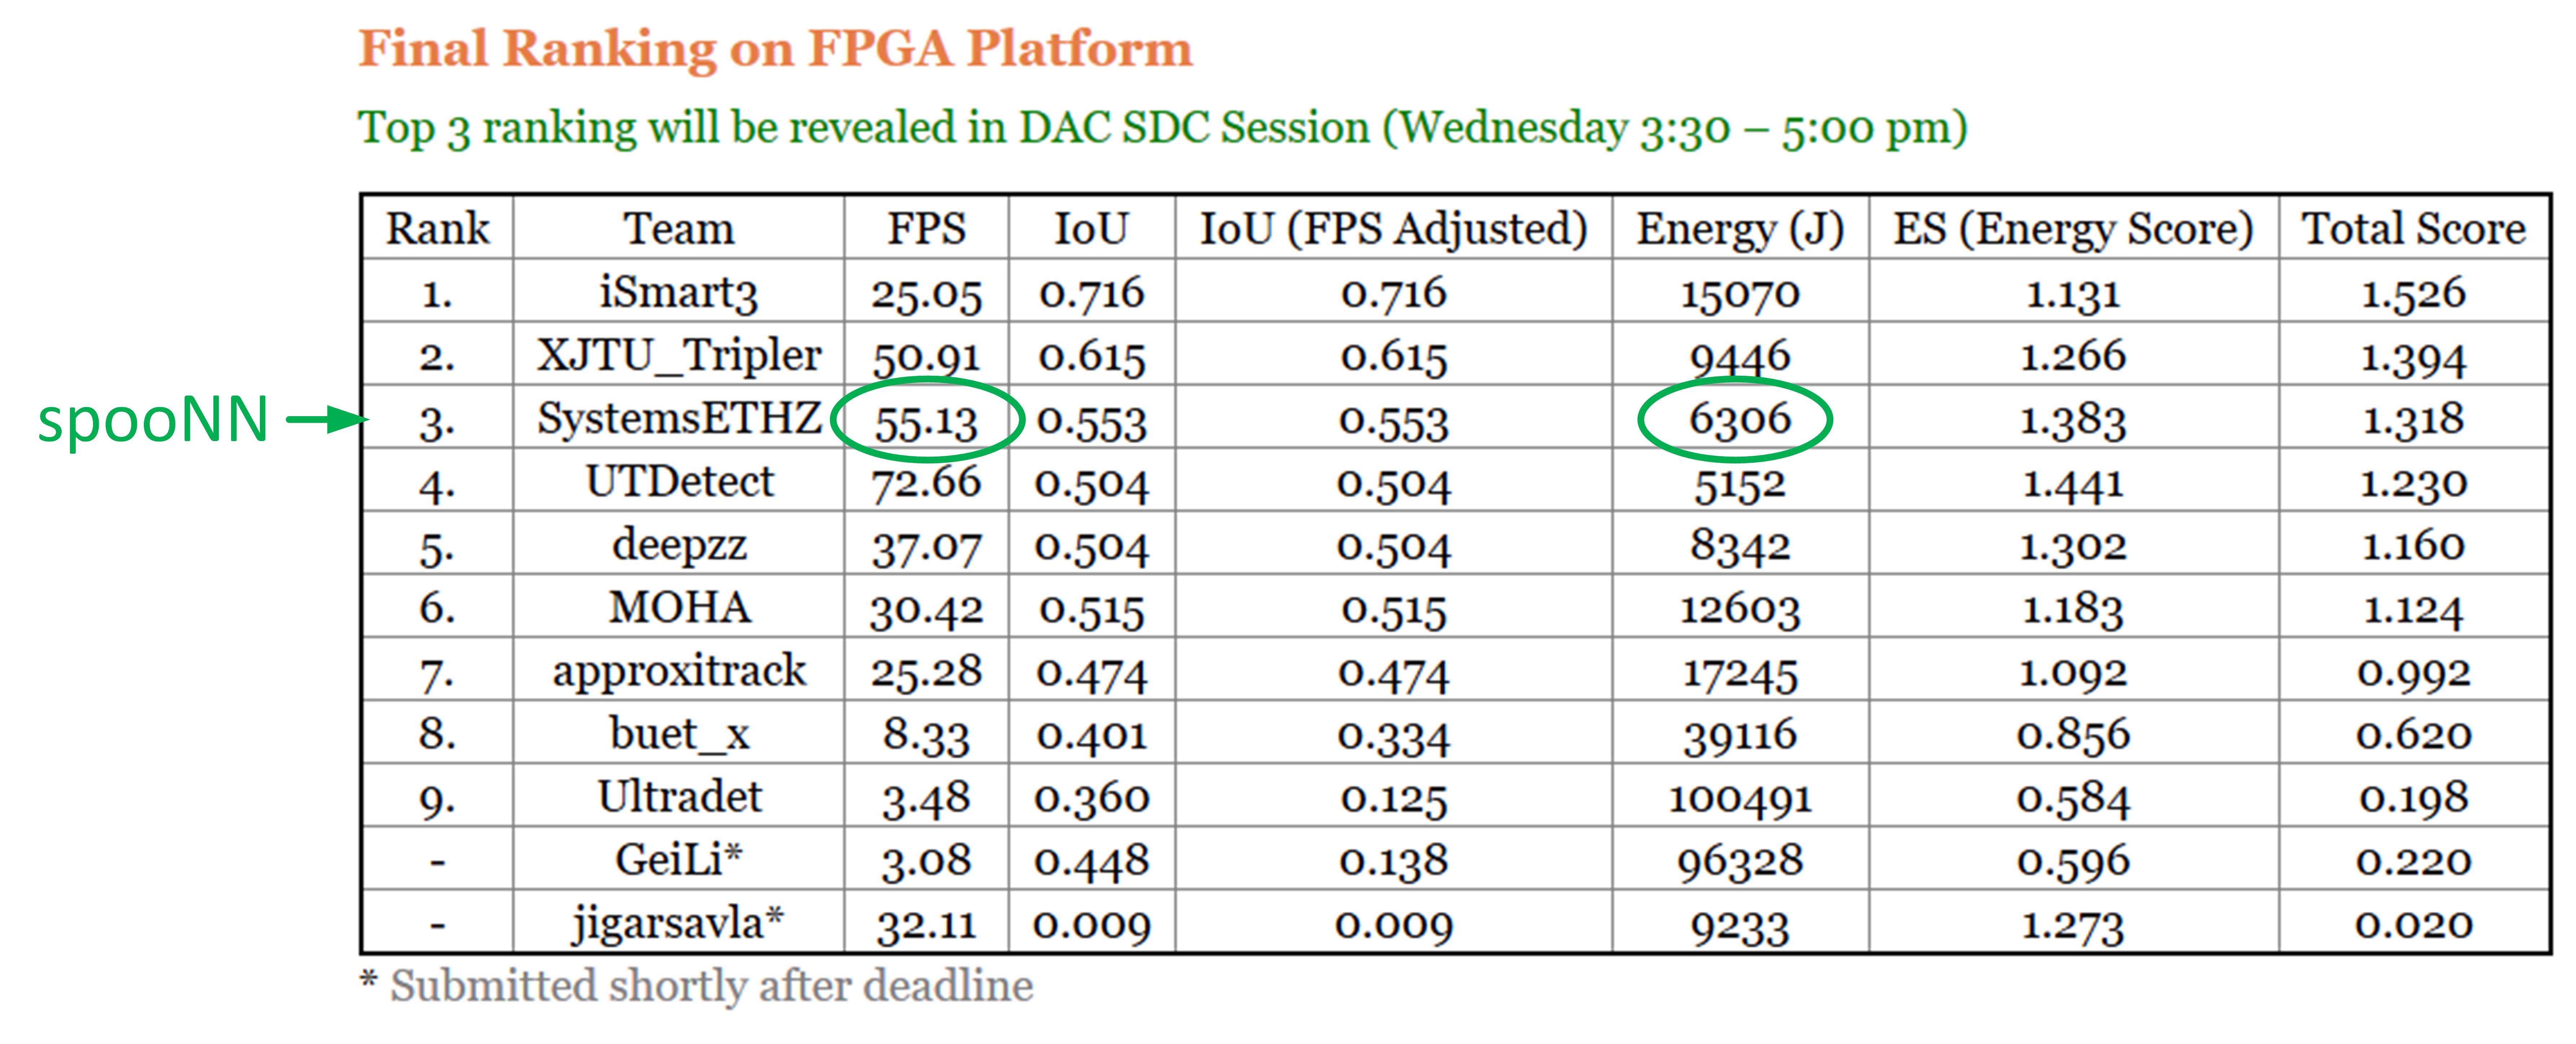 Final Ranking on FPGA Platform
Top 3 ranking will be revealed in DAC SDC Session (Wednesday 3:30 – 5:00 pm)
Rank Team FPS IoU IoU (FPS Adjusted) Energy (J) ES (Energy Score) Total Score
1. iSmart3 25.05 0.716 0.716 15070 1.131 1.526
2. XJTU_Tripler 50.91 0.615 0.615 9446 1.266 1.394
spooNN 3. SystemsETHZ 55.13 0.553 0.553 6306 1.383 1.318
4. UTDetect 72.66 0.504 0.504 5152 1.441 1.230
5. deepzz 37.07 0.504 0.504 8342 1.302 1.160
6. MOHA 30.42 0.515 0.515 12603 1.183 1.124
7. approxitrack 25.28 0.474 0.474 17245 1.092 0.992
8. buet_x 8.33 0.401 0.334 39116 0.856 0.620
9. Ultradet 3.48 0.360 0.125 100491 0.584 0.198
- GeiLi* 3.08 0.448 0.138 96328 0.596 0.220
- jigarsavla* 32.11 0.009 0.009 9233 1.273 0.020
* Submitted shortly after deadline